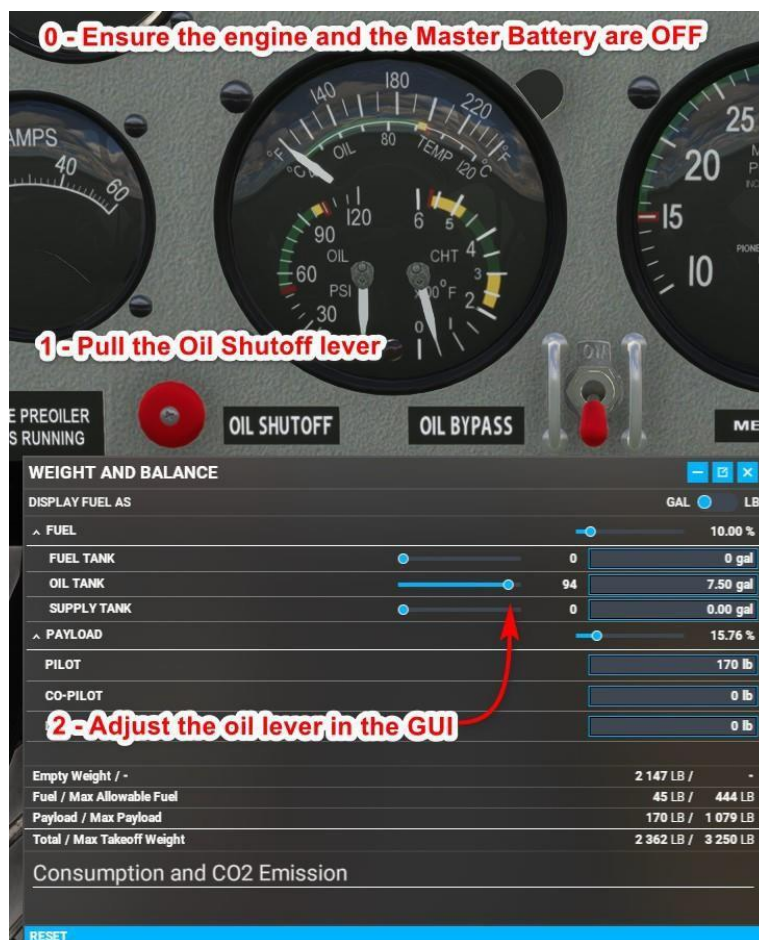 0 - Ensure the engine and the Master Battery are OFF
AMPS
40
60
140
180
220
°F
°F
°C
OIL
80
TEMP
120
°C
120
90
60
30
OIL
PSI
6
5
4
3
2
0
CHT
x00°F
25
20
15
10
PIONE
1 - Pull the Oil Shutoff lever
E PREOILER
S RUNNING
OIL SHUTOFF
OIL BYPASS
ME
WEIGHT AND BALANCE
DISPLAY FUEL AS GAL LB
FUEL 10.00 %
FUEL TANK 0 0 gal
OIL TANK 94 7.50 gal
SUPPLY TANK 0 0.00 gal
PAYLOAD 15.76 %
PILOT 170 lb
CO-PILOT 0 lb
2 - Adjust the oil lever in the GUI 0 lb
Empty Weight / - 2 147 LB / -
Fuel / Max Allowable Fuel 45 LB / 444 LB
Payload / Max Payload 170 LB / 1 079 LB
Total / Max Takeoff Weight 2 362 LB / 3 250 LB
Consumption and CO2 Emission
RESET